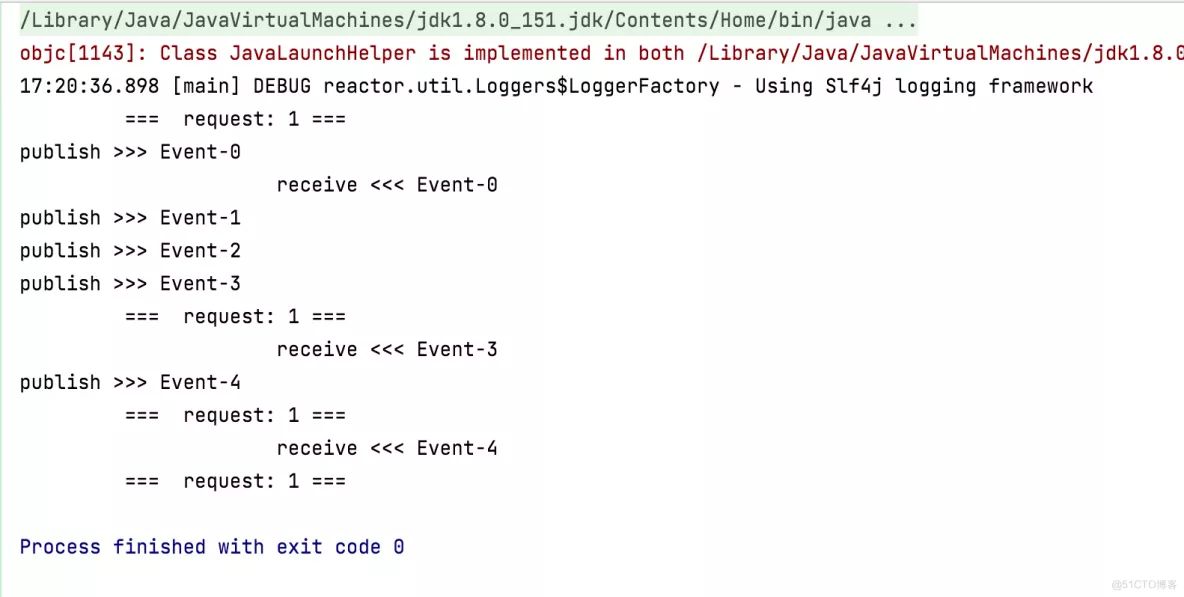 /Library/Java/JavaVirtualMachines/jdk1.8.0_151.jdk/Contents/Home/bin/java ...
objc[1143]: Class JavaLaunchHelper is implemented in both /Library/Java/JavaVirtualMachines/jdk1.8.0
17:20:36.898 [main] DEBUG reactor.util.Loggers$LoggerFactory - Using Slf4j logging framework
=== request: 1 ===
publish >>> Event-0
receive <<< Event-0
publish >>> Event-1
publish >>> Event-2
publish >>> Event-3
=== request: 1 ===
receive <<< Event-3
publish >>> Event-4
=== request: 1 ===
receive <<< Event-4
=== request: 1 ===
Process finished with exit code 0
@51CTO博客